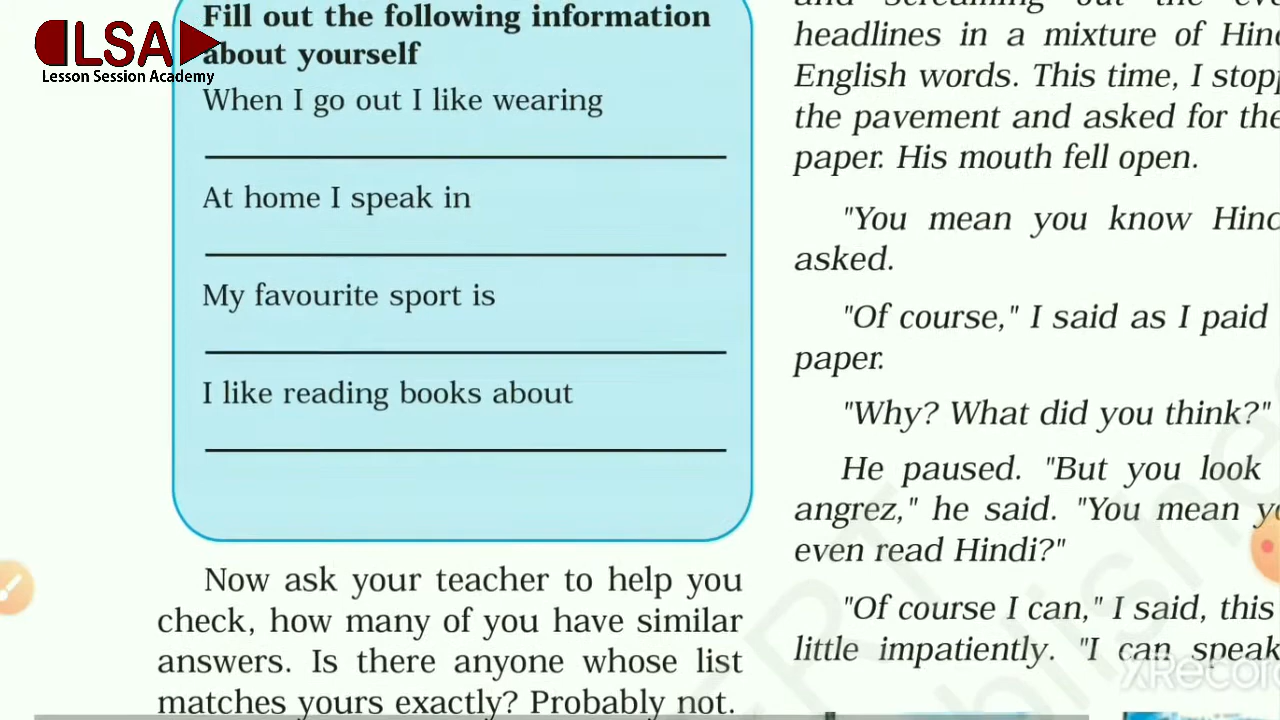 LSA
Lesson Session Academy
Fill out the following information
about yourself
When I go out I like wearing
At home I speak in
My favourite sport is
I like reading books about
Now ask your teacher to help you
check, how many of you have similar
answers. Is there anyone whose list
matches yours exactly? Probably not.
and screaming out the
headlines in a mixture of
English words. This time, I
the pavement and asked for
paper. His mouth fell open.
"You mean you know
asked.
"Of course," I said as I paid
paper.
"Why? What did you think?"
He paused. "But you look
angrez," he said. "You mean
even read Hindi?"
"Of course I can," I said, this
little impatiently. "I can speak